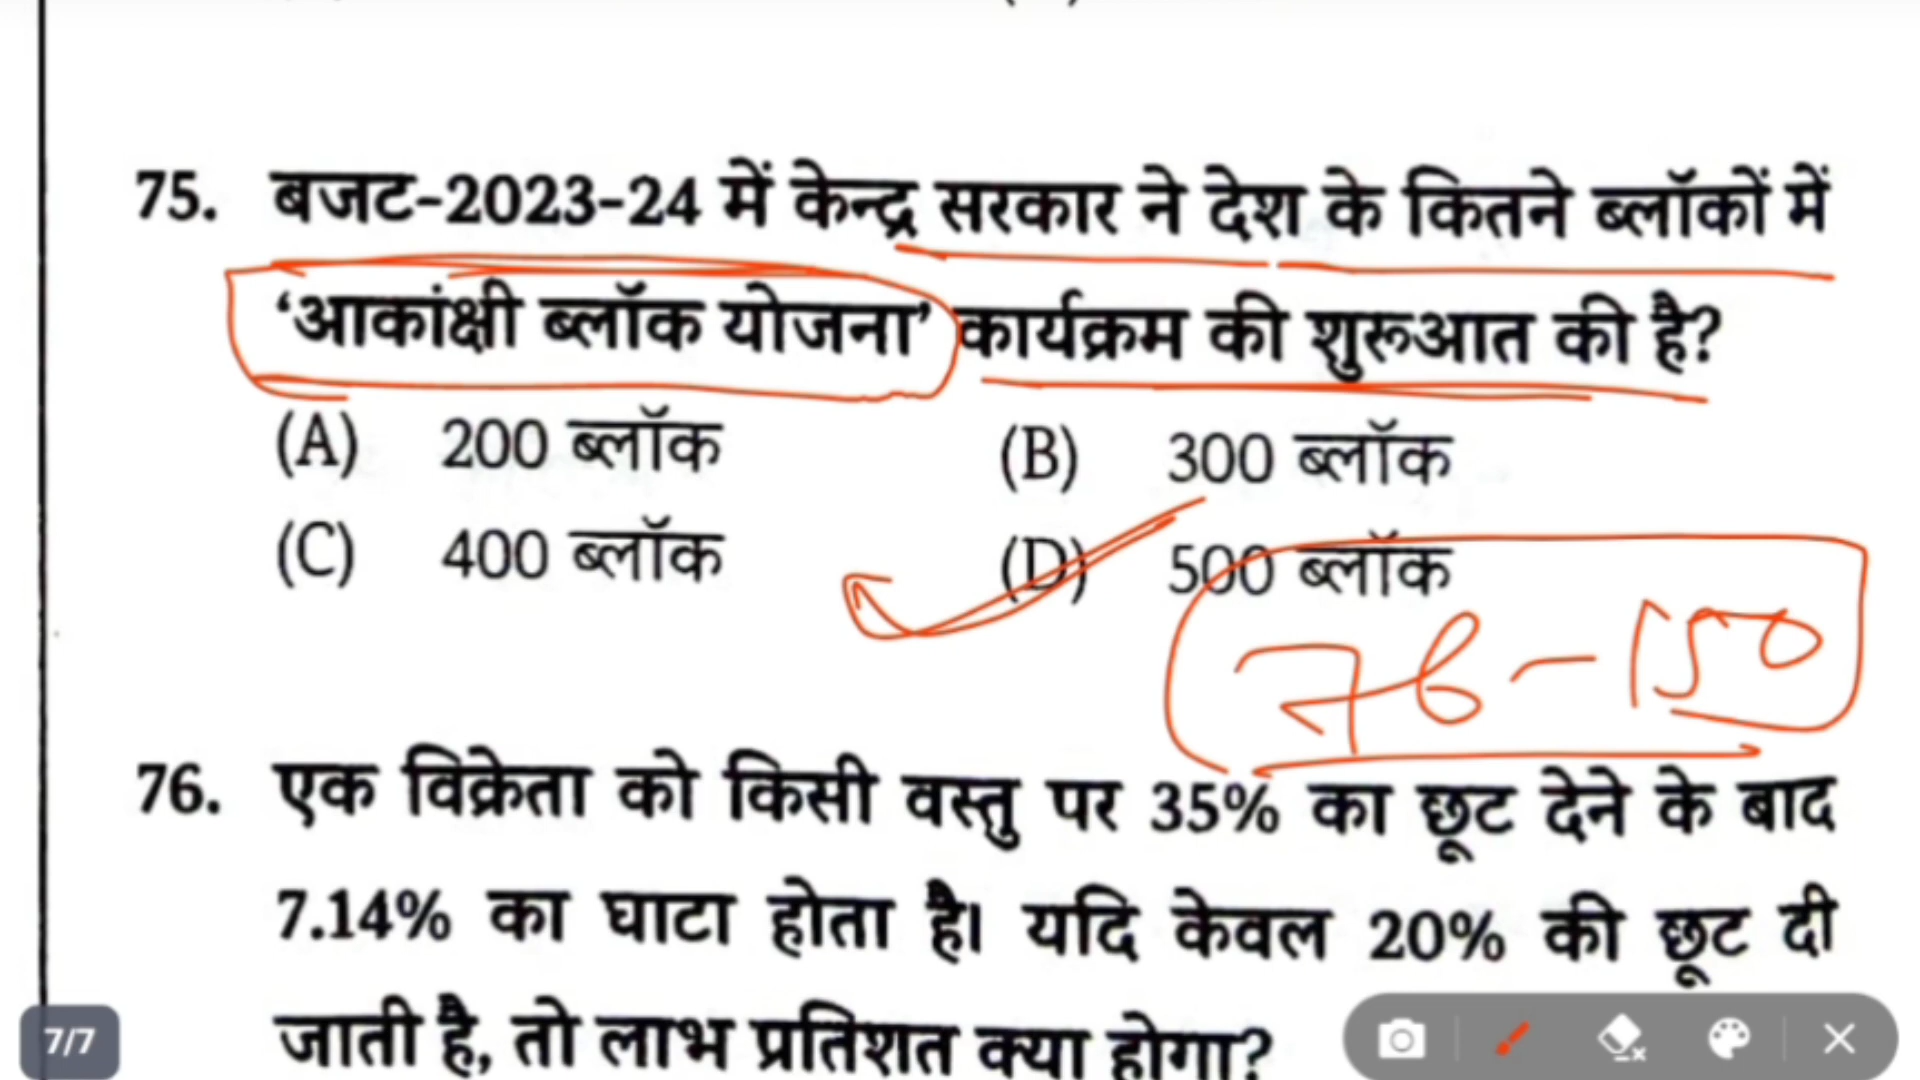 75. बजट-2023-24 में केन्द्र सरकार ने देश के कितने ब्लॉकों में
‘आकांक्षी ब्लॉक योजना’ कार्यक्रम की शुरूआत की है?
(A) 200 ब्लॉक (B) 300 ब्लॉक
(C) 400 ब्लॉक (D) 500 ब्लॉक
76-150
76. एक विक्रेता को किसी वस्तु पर 35% का छूट देने के बाद
7.14% का घाटा होता है। यदि केवल 20% की छूट दी
जाती है, तो लाभ प्रतिशत क्या होगा?
7/7